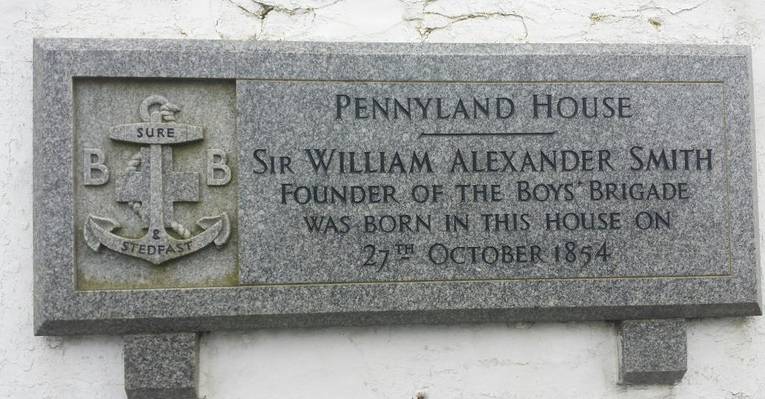 SURE
B B
& 
STEDFAST
PENNYLAND HOUSE
SIR WILLIAM ALEXANDER SMITH
FOUNDER OF THE BOYS' BRIGADE
WAS BORN IN THIS HOUSE ON
27TH OCTOBER 1854